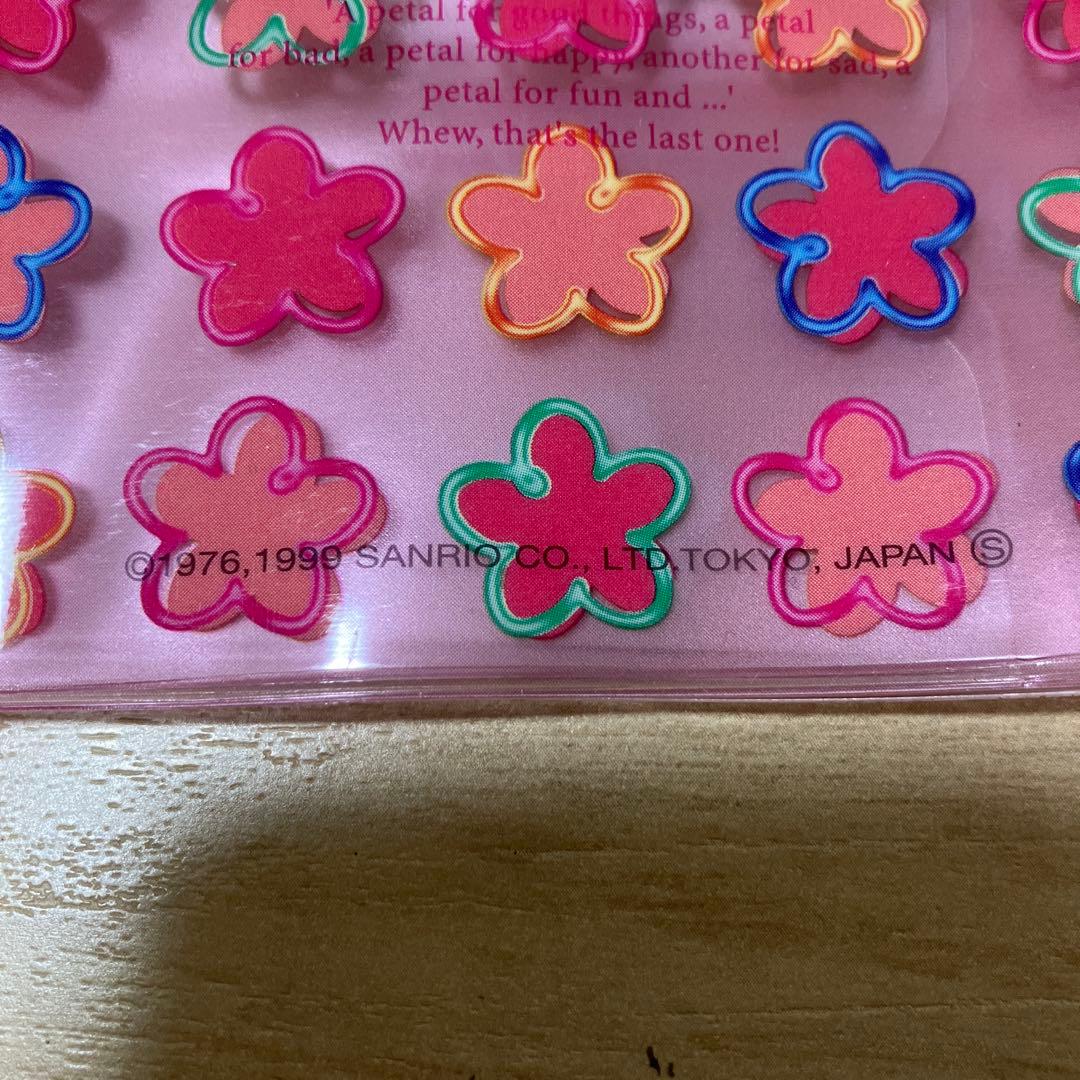 'A petal for good things, a petal
for bad, a petal for happy, another for sad, a
petal for fun and ...'
Whew, that's the last one!
©1976,1999 SANRIO CO., LTD.TOKYO, JAPAN Ⓢ